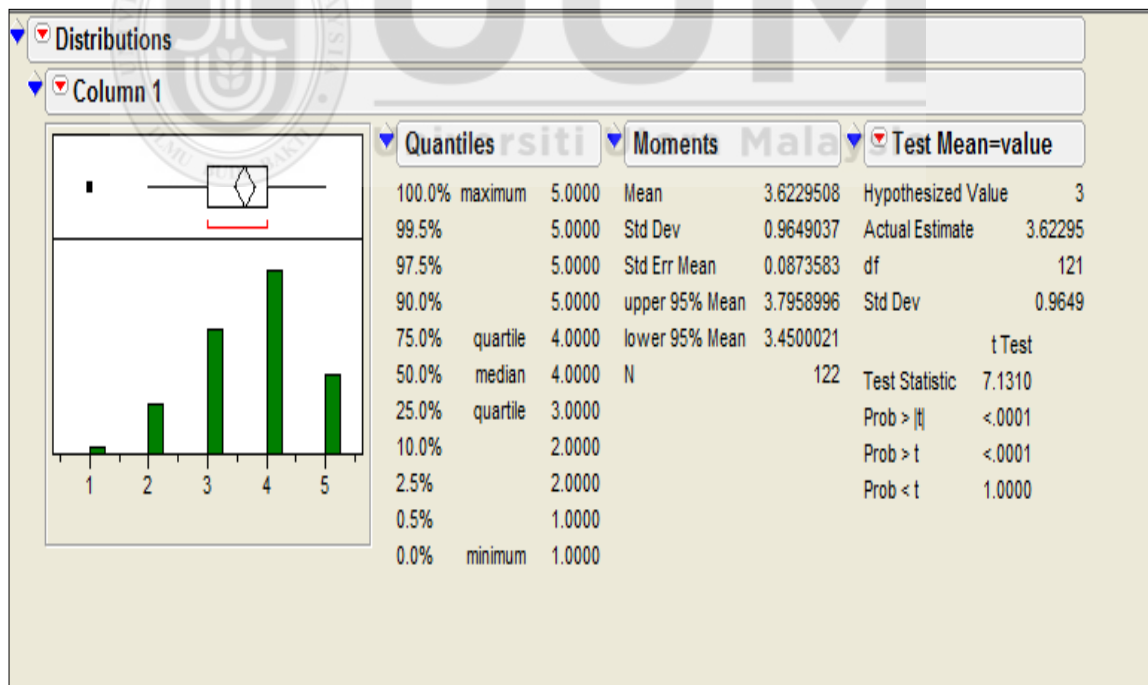 Distributions
Column 1
Quantiles
100.0% maximum 5.0000
99.5% 5.0000
97.5% 5.0000
90.0% 5.0000
75.0% quartile 4.0000
50.0% median 4.0000
25.0% quartile 3.0000
10.0% 2.0000
2.5% 2.0000
0.5% 1.0000
0.0% minimum 1.0000
Moments
Mean 3.6229508
Std Dev 0.9649037
Std Err Mean 0.0873583
upper 95% Mean 3.7958996
lower 95% Mean 3.4500021
N 122
Test Mean=value
Hypothesized Value 3
Actual Estimate 3.62295
df 121
Std Dev 0.9649
t Test
Test Statistic 7.1310
Prob > |t| <.0001
Prob > t <.0001
Prob < t 1.0000
1 2 3 4 5
UUM
Universiti Utara Malaysia